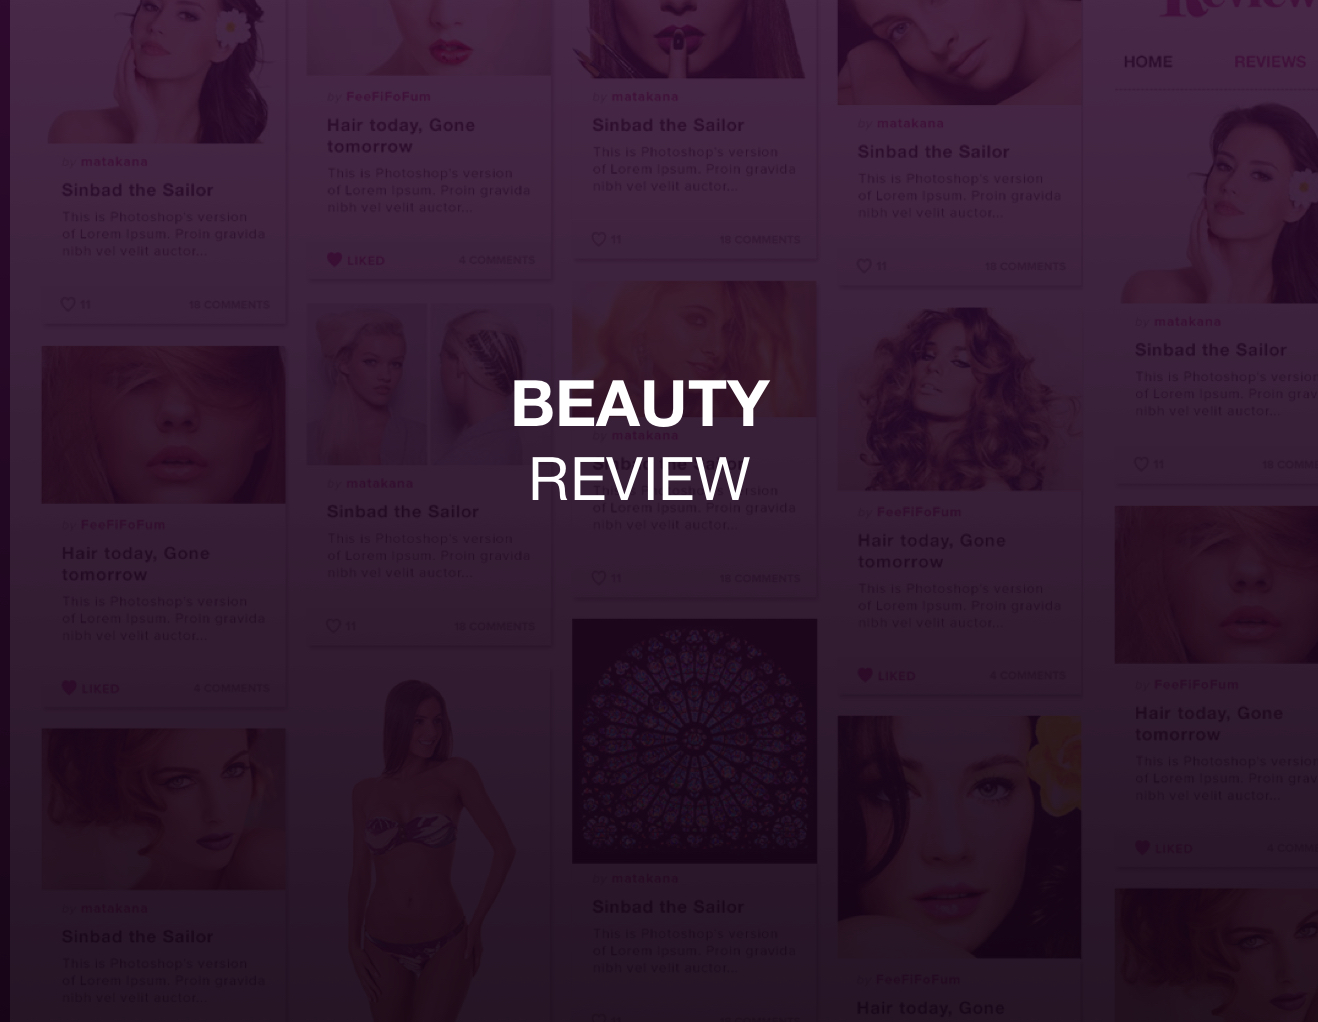 Review
HOME REVIEWS
by matakana
Sinbad the Sailor
This is Photoshop's version
of Lorem Ipsum. Proin gravida
nibh vel velit auctor...
11 18 COMMENTS
by FeeFiFoFum
Hair today, Gone
tomorrow
This is Photoshop's version
of Lorem Ipsum. Proin gravida
nibh vel velit auctor...
LIKED 5 COMMENTS
by matakana
Sinbad the Sailor
This is Photoshop's version
of Lorem Ipsum. Proin gravida
nibh vel velit auctor...
by FeeFiFoFum
Hair today, Gone
tomorrow
This is Photoshop's version
of Lorem Ipsum. Proin gravida
nibh vel velit auctor...
LIKED 4 COMMENTS
by matakana
Sinbad the Sailor
This is Photoshop's version
of Lorem Ipsum. Proin gravida
nibh vel velit auctor...
11 18 COMMENTS
by matakana
Sinbad the Sailor
This is Photoshop's version
of Lorem Ipsum. Proin gravida
nibh vel velit auctor...
11 18 COMMENTS
BEAUTY
REVIEW
by matakana
Sinbad the Sailor
This is Photoshop's version
of Lorem Ipsum. Proin gravida
nibh vel velit auctor...
11 18 COMMENTS
by matakana
Sinbad the Sailor
This is Photoshop's version
of Lorem Ipsum. Proin gravida
nibh vel velit auctor...
11
by matakana
Sinbad the Sailor
This is Photoshop's version
of Lorem Ipsum. Proin gravida
nibh vel velit auctor...
11 18 COMMENTS
by FeeFiFoFum
Hair today, Gone
tomorrow
This is Photoshop's version
of Lorem Ipsum. Proin gravida
nibh vel velit auctor...
LIKED 4 COMMENTS
by FeeFiFoFum
Hair today, Gone
by matakana
Sinbad the Sailor
This is Photoshop's version
of Lorem Ipsum. Proin grav
nibh vel velit auctor...
11 18 COMM
by FeeFiFoFum
Hair today, Gone
tomorrow
This is Photoshop's version
of Lorem Ipsum. Proin grav
nibh vel velit auctor...
LIKED